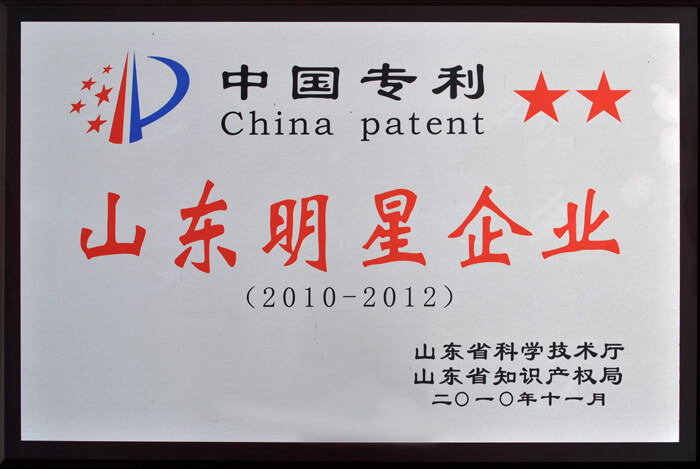 中国专利
China patent
山东明星企业
(2010-2012)
山东省科学技术厅
山东省知识产权局
二〇一〇年十一月